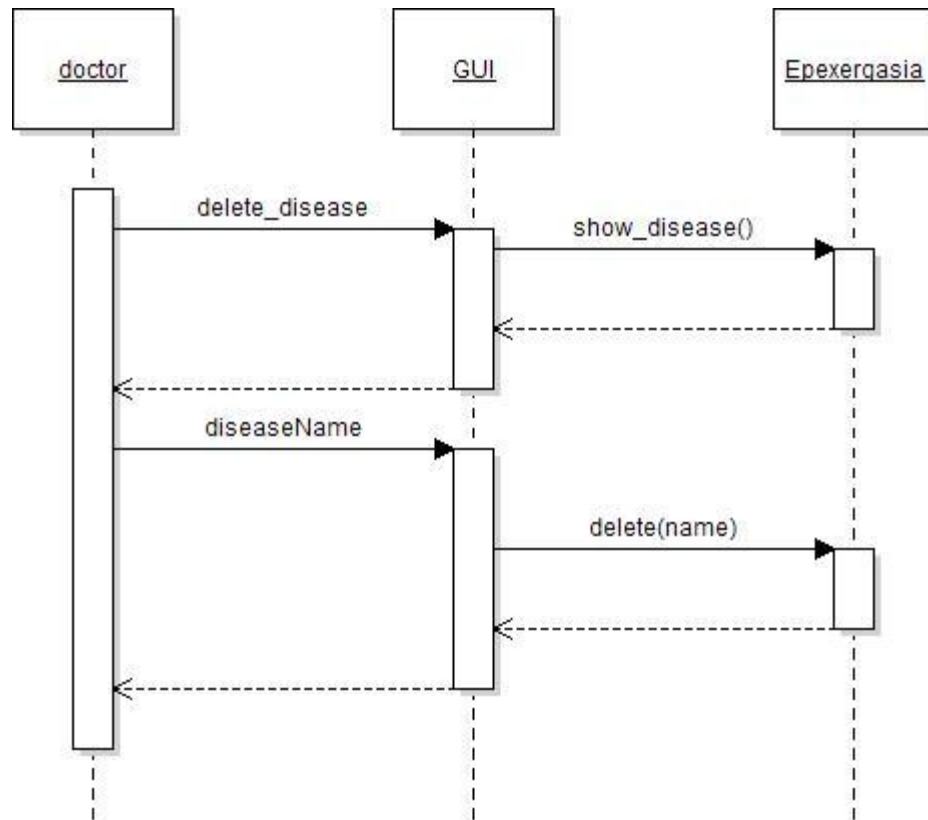 doctor
GUI
Epexergasia
delete_disease
show_disease()
diseaseName
delete(name)